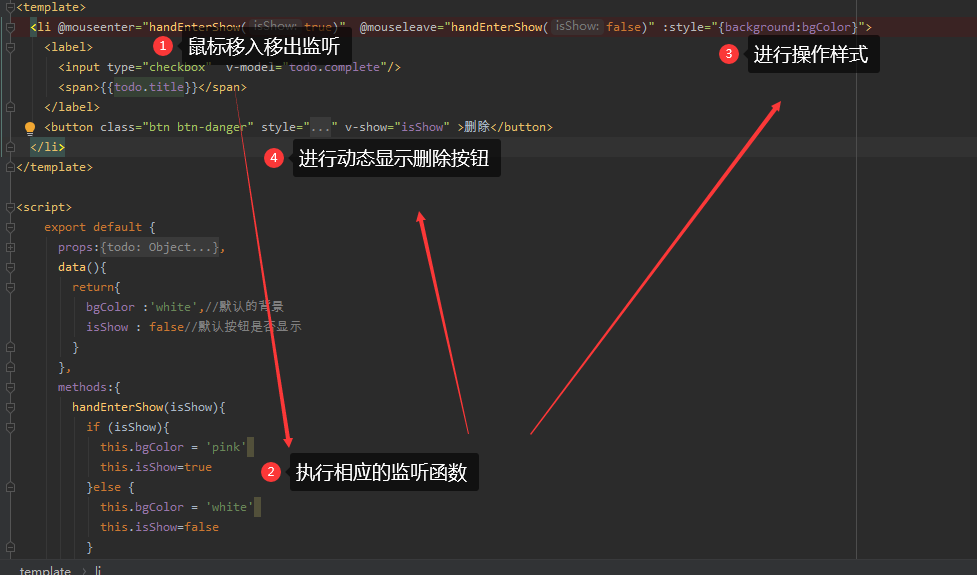 <template>
<li @mouseenter="handEnterShow( isShow: true)" @mouseleave="handEnterShow( isShow: false)" :style="{background:bgColor}">
1 鼠标移入移出监听
3 进行操作样式
<label>
<input type="checkbox" v-model="todo.complete"/>
<span>{{todo.title}}</span>
</label>
<button class="btn btn-danger" style="..." v-show="isShow" >删除</button>
</li>
4 进行动态显示删除按钮
</template>
<script>
export default {
props:{todo: Object...},
data(){
return{
bgColor :'white',//默认的背景
isShow : false//默认按钮是否显示
}
},
methods:{
handEnterShow(isShow){
if (isShow){
this.bgColor = 'pink'
this.isShow=true
2 执行相应的监听函数
}else {
this.bgColor = 'white'
this.isShow=false
}
template > li